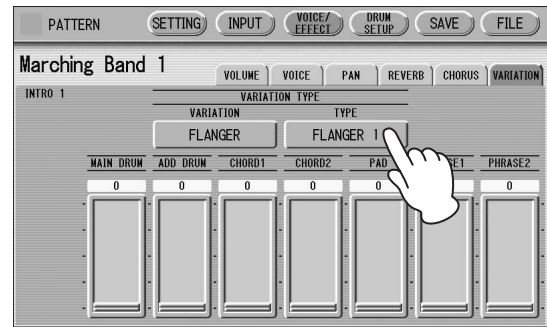 PATTERN SETTING INPUT VOICE/ EFFECT DRUM SETUP SAVE FILE
Marching Band 1
VOLUME VOICE PAN REVERB CHORUS VARIATION
INTRO 1 VARIATION TYPE
VARIATION TYPE
FLANGER FLANGER 1
MAIN DRUM ADD DRUM CHORD1 CHORD2 PAD PHRASE2
0 0 0 0 0 0 0